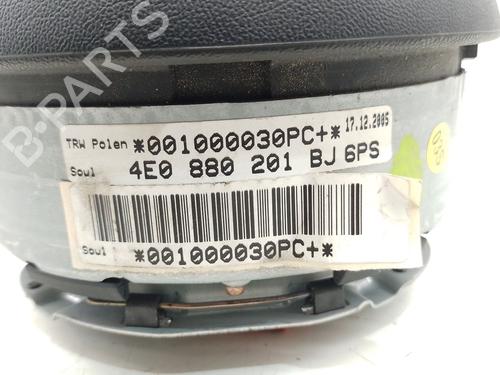 B-PARTS
TRW Polen *001000030PC+* 17.12.2005
Soul 4E0 880 201 BJ 6PS
Soul *001000030PC+*